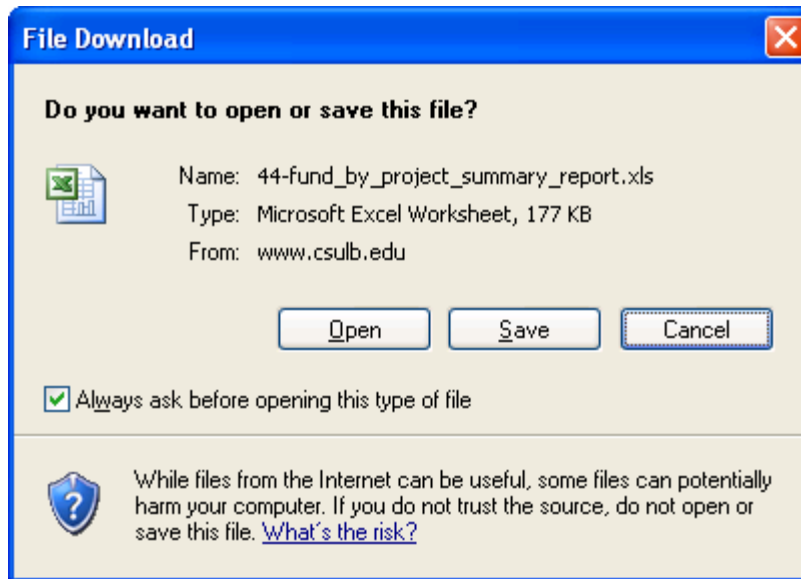 File Download
Do you want to open or save this file?
Name: 44-fund_by_project_summary_report.xls
Type: Microsoft Excel Worksheet, 177 KB
From: www.csulb.edu
Open Save Cancel
Always ask before opening this type of file
While files from the Internet can be useful, some files can potentially
harm your computer. If you do not trust the source, do not open or
save this file. What's the risk?